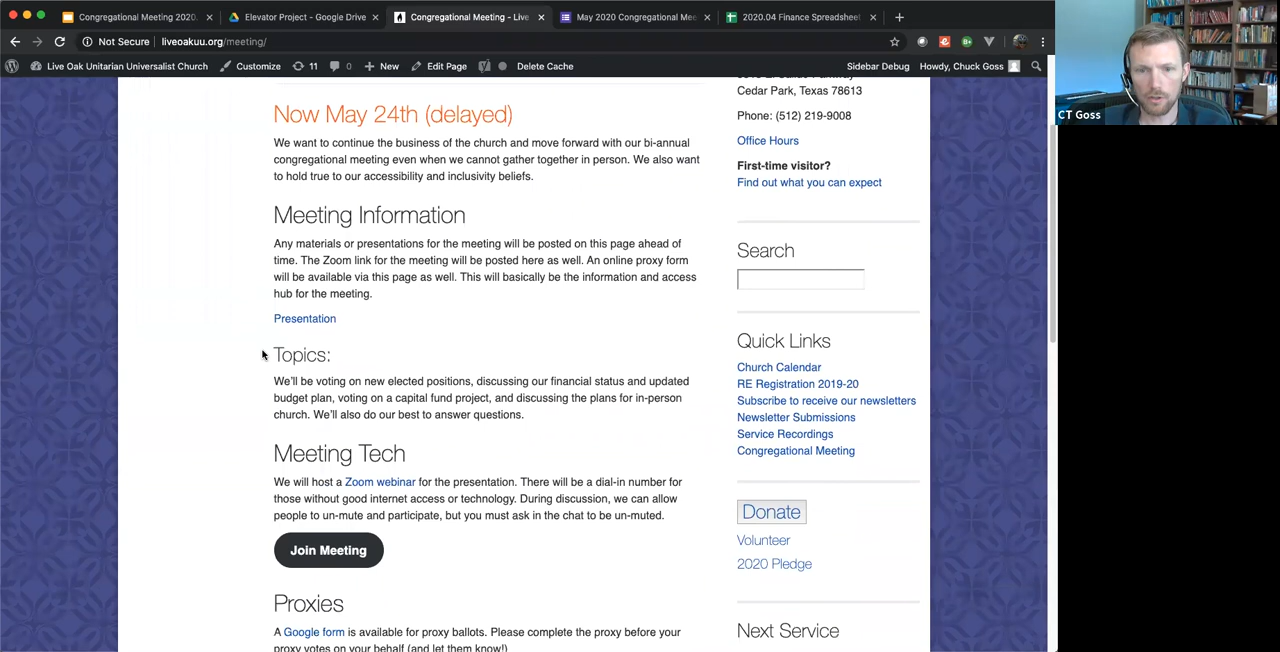 Congregational Meeting 2020.
Elevator Project - Google Drive
Congregational Meeting - Live
May 2020 Congregational Mee
2020.04 Finance Spreadsheet
Not Secure
liveoakuu.org/meeting/
Live Oak Unitarian Universalist Church
Customize
11
0
New
Edit Page
Delete Cache
Sidebar Debug
Howdy, Chuck Goss
CT Goss
Now May 24th (delayed)
We want to continue the business of the church and move forward with our bi-annual
congregational meeting even when we cannot gather together in person. We also want
to hold true to our accessibility and inclusivity beliefs.
Meeting Information
Any materials or presentations for the meeting will be posted on this page ahead of
time. The Zoom link for the meeting will be posted here as well. An online proxy form
will be available via this page as well. This will basically be the information and access
hub for the meeting.
Presentation
Topics:
We'll be voting on new elected positions, discussing our financial status and updated
budget plan, voting on a capital fund project, and discussing the plans for in-person
church. We'll also do our best to answer questions.
Meeting Tech
We will host a Zoom webinar for the presentation. There will be a dial-in number for
those without good internet access or technology. During discussion, we can allow
people to un-mute and participate, but you must ask in the chat to be un-muted.
Join Meeting
Proxies
A Google form is available for proxy ballots. Please complete the proxy before your
proxy votes on your behalf (and let them know!)
Cedar Park, Texas 78613
Phone: (512) 219-9008
Office Hours
First-time visitor?
Find out what you can expect
Search
Quick Links
Church Calendar
RE Registration 2019-20
Subscribe to receive our newsletters
Newsletter Submissions
Service Recordings
Congregational Meeting
Donate
Volunteer
2020 Pledge
Next Service